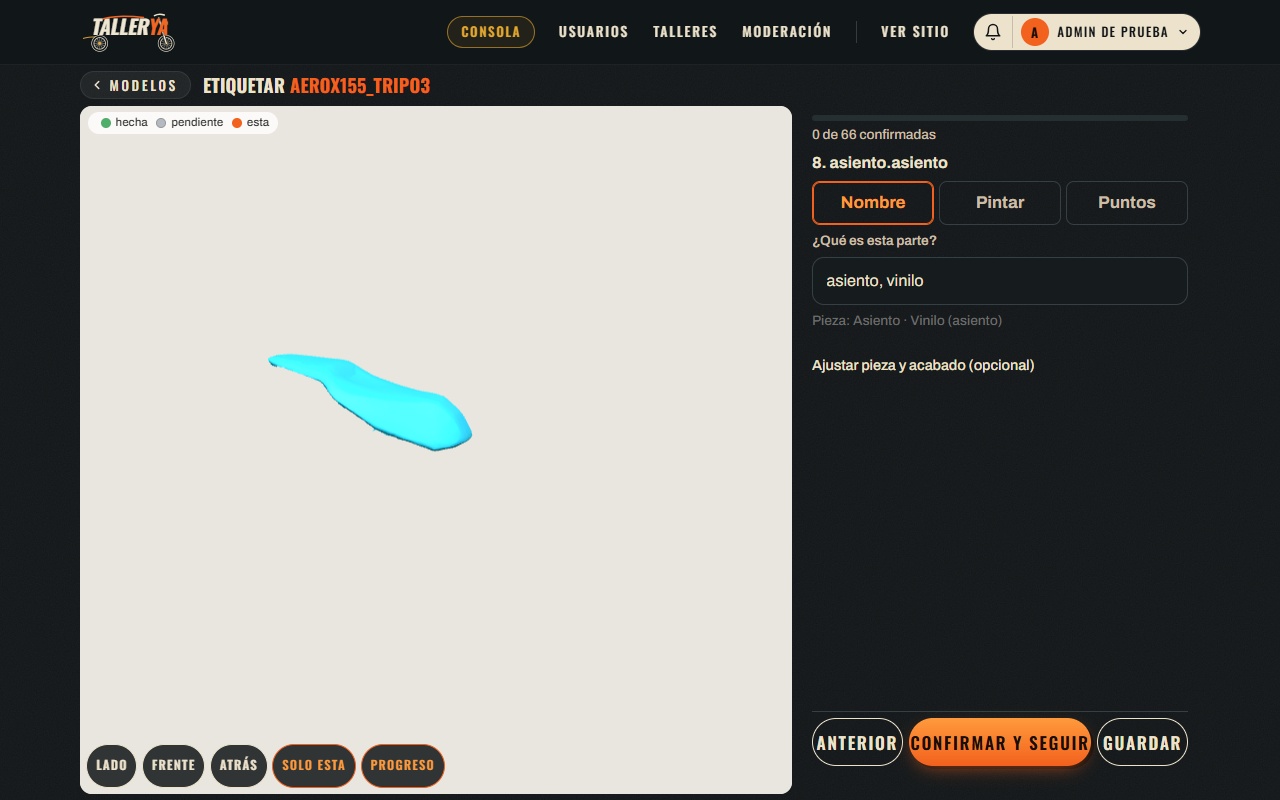 TALLERYA
CONSOLA
USUARIOS
TALLERES
MODERACIÓN
VER SITIO
A
ADMIN DE PRUEBA
MODELOS
ETIQUETAR AEROX155_TRIPO3
hecha
pendiente
esta
0 de 66 confirmadas
8. asiento.asiento
Nombre
Pintar
Puntos
¿Qué es esta parte?
asiento, vinilo
Pieza: Asiento · Vinilo (asiento)
Ajustar pieza y acabado (opcional)
ANTERIOR
CONFIRMAR Y SEGUIR
GUARDAR
LADO
FRENTE
ATRÁS
SOLO ESTA
PROGRESO